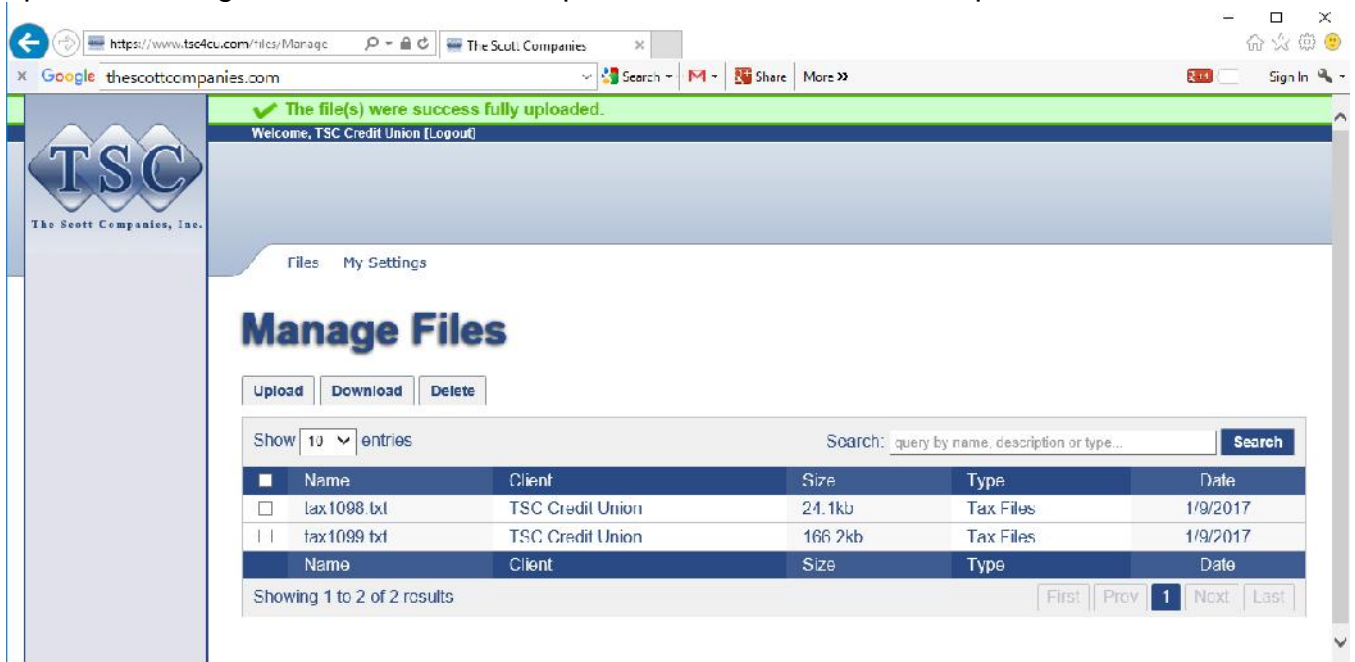 https://www.tsc4cu.com/files/Manage
The Scott Companies
Google thescottcompanies.com Search Share More » Sign In
The file(s) were success fully uploaded.
Welcome, TSC Credit Union [Logout]
TSC
The Scott Companies, Inc.
Files My Settings
Manage Files
Upload Download Delete
Show 10 entries Search: query by name, description or type... Search
Name Client Size Type Date
tax1098.txt TSC Credit Union 24.1kb Tax Files 1/9/2017
tax1099.txt TSC Credit Union 166.2kb Tax Files 1/9/2017
Name Client Size Type Date
Showing 1 to 2 of 2 results First Prev 1 Next Last